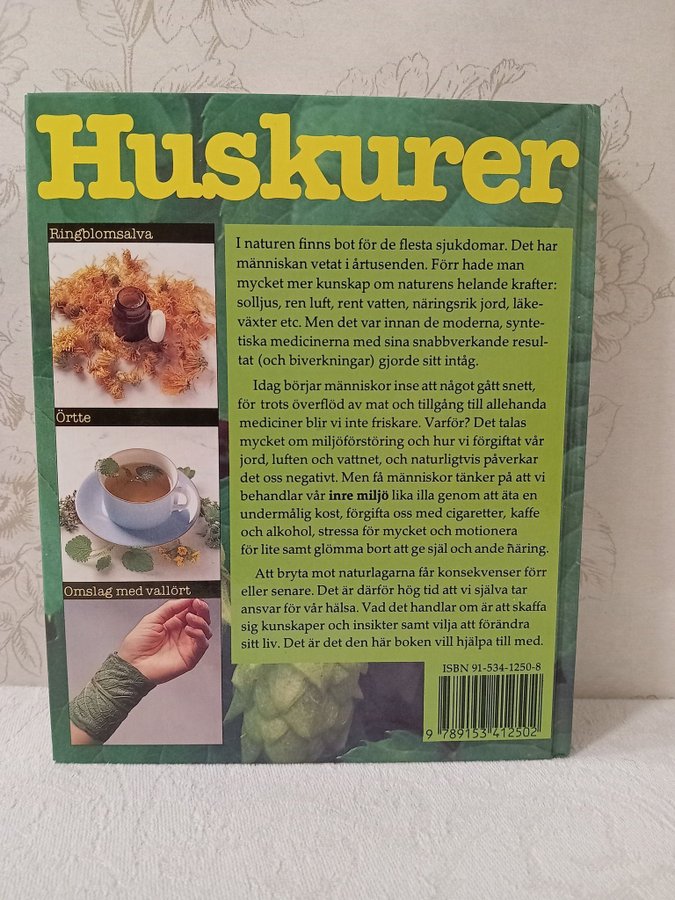 Huskurer
Ringblomsalva
Örtte
Omslag med vallört
I naturen finns bot för de flesta sjukdomar. Det har
människan vetat i årtusenden. Förr hade man
mycket mer kunskap om naturens helande krafter:
solljus, ren luft, rent vatten, näringsrik jord, läke-
växter etc. Men det var innan de moderna, synte-
tiska medicinerna med sina snabbverkande resul-
tat (och biverkningar) gjorde sitt intåg.
Idag börjar människor inse att något gått snett,
för trots överflöd av mat och tillgång till allehanda
mediciner blir vi inte friskare. Varför? Det talas
mycket om miljöförstöring och hur vi förgiftat vår
jord, luften och vattnet, och naturligtvis påverkar
det oss negativt. Men få människor tänker på att vi
behandlar vår inre miljö lika illa genom att äta en
undermålig kost, förgifta oss med cigaretter, kaffe
och alkohol, stressa för mycket och motionera
för lite samt glömma bort att ge själ och ande näring.
Att bryta mot naturlagarna får konsekvenser förr
eller senare. Det är därför hög tid att vi själva tar
ansvar för vår hälsa. Vad det handlar om är att skaffa
sig kunskaper och insikter samt vilja att förändra
sitt liv. Det är det den här boken vill hjälpa till med.
ISBN 91-534-1250-8
9 789153 412502